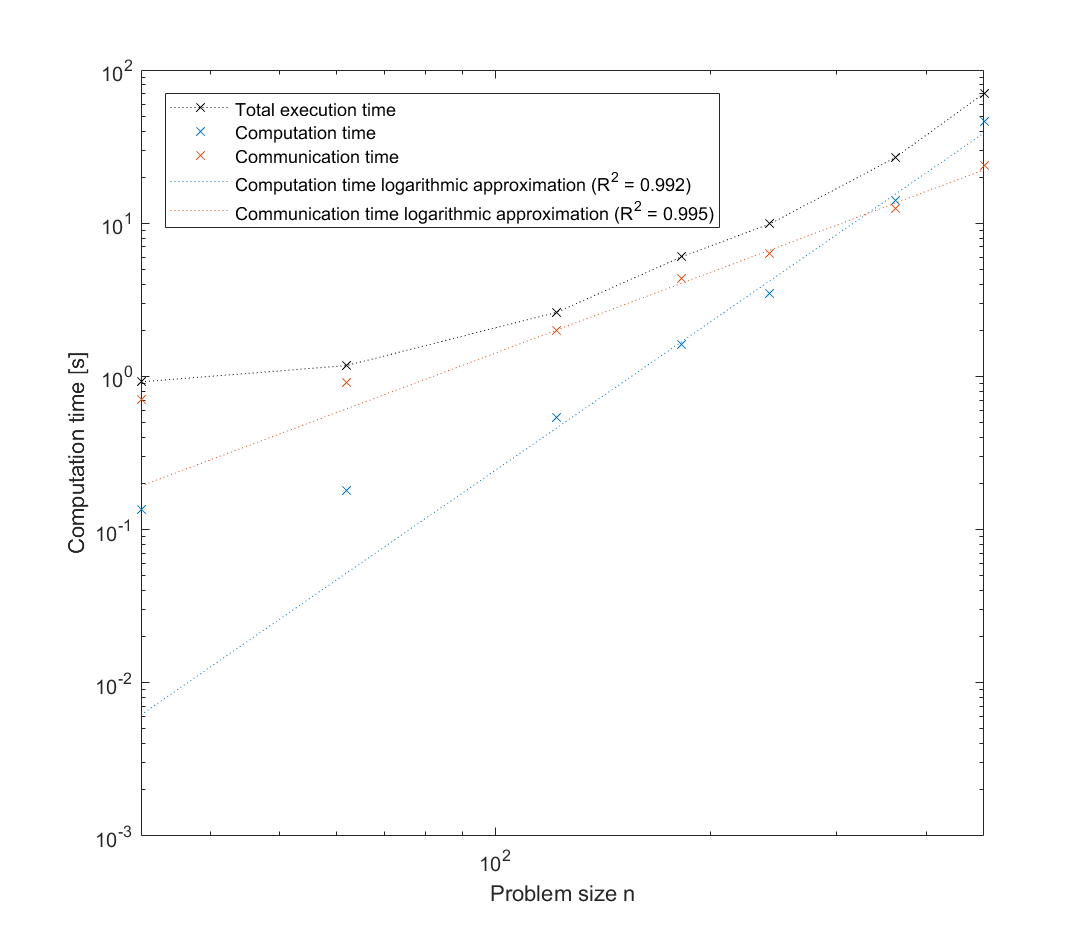 10^2
Total execution time
Computation time
Communication time
Computation time logarithmic approximation (R^2 = 0.992)
Communication time logarithmic approximation (R^2 = 0.995)
10^1
10^0
Computation time [s]
10^-1
10^-2
10^-3
10^2
Problem size n